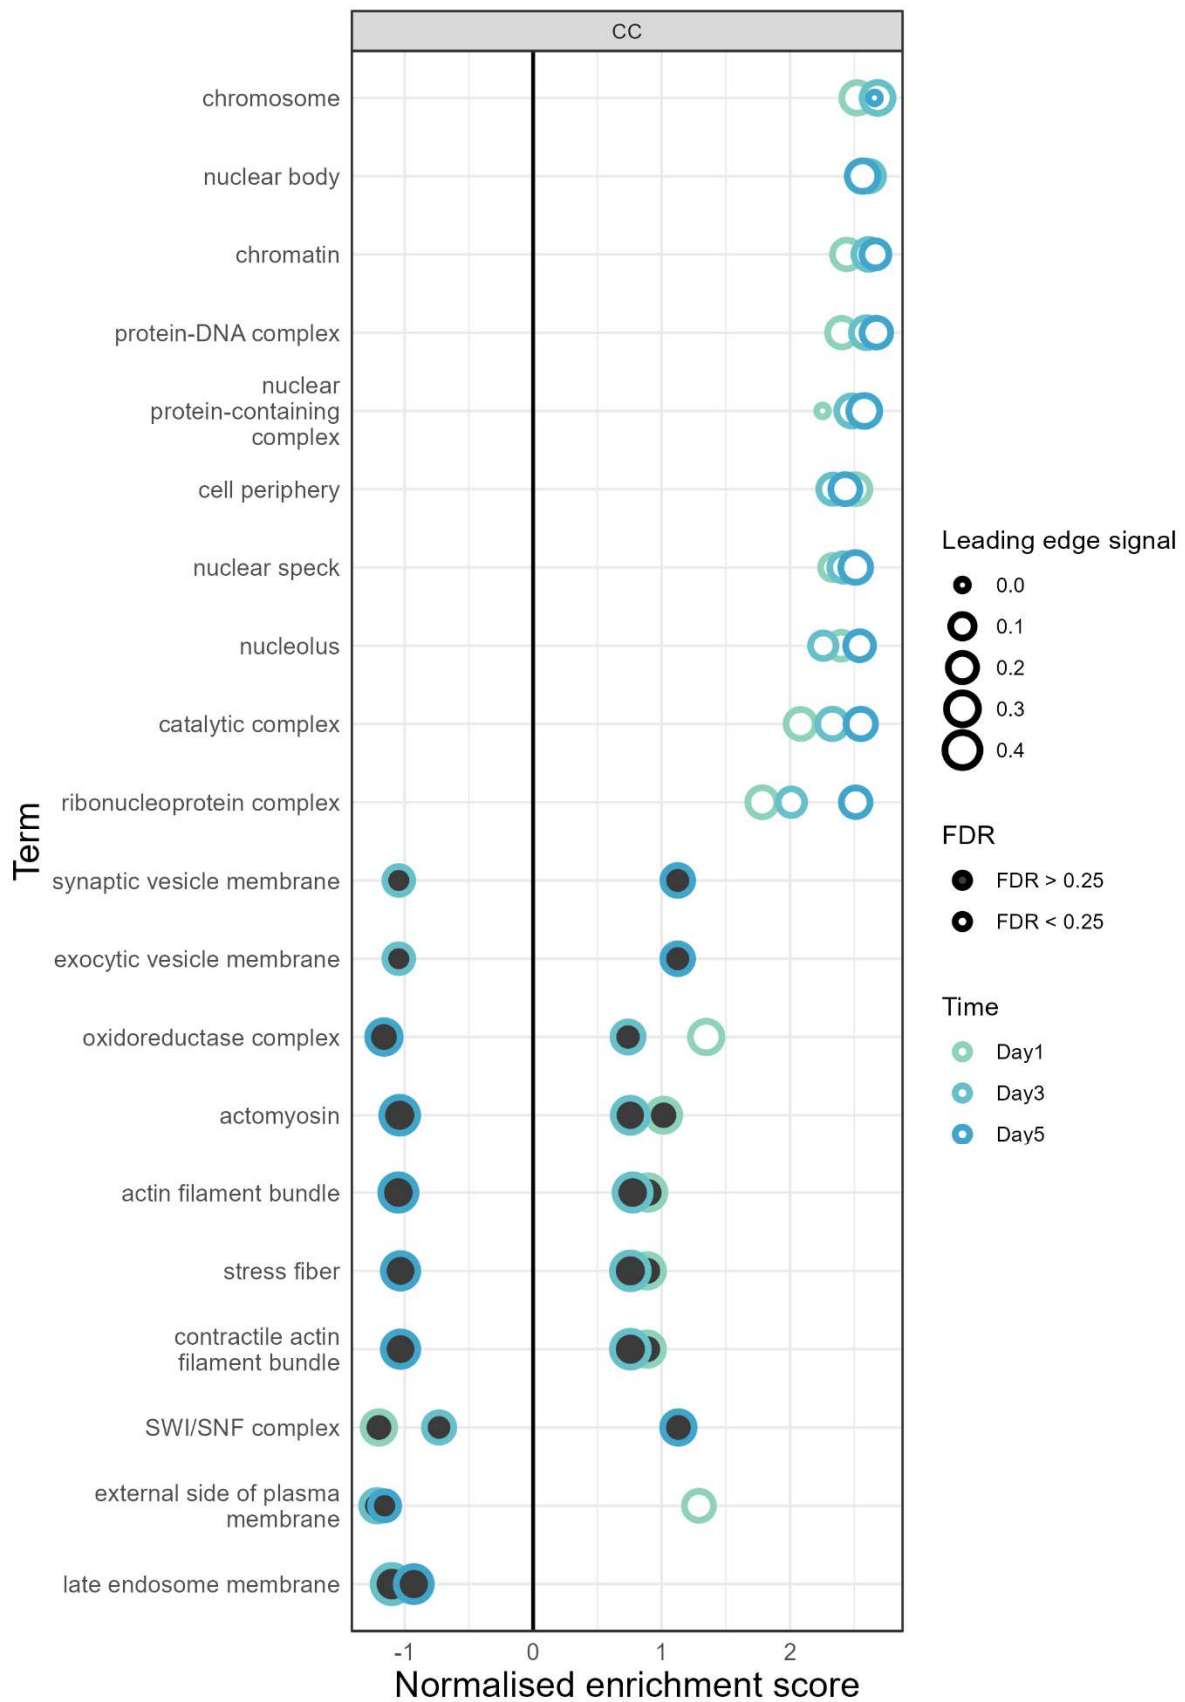 CC
chromosome
nuclear body
chromatin
protein-DNA complex
nuclear
protein-containing
complex
cell periphery
nuclear speck
nucleolus
catalytic complex
ribonucleoprotein complex
synaptic vesicle membrane
exocytic vesicle membrane
oxidoreductase complex
actomyosin
actin filament bundle
stress fiber
contractile actin
filament bundle
SWI/SNF complex
external side of plasma
membrane
late endosome membrane
Term
-1 0 1 2
Normalised enrichment score
Leading edge signal
0.0
0.1
0.2
0.3
0.4
FDR
FDR > 0.25
FDR < 0.25
Time
Day1
Day3
Day5